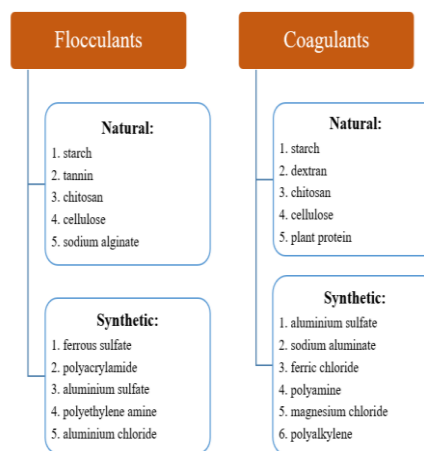 Flocculants
Natural:
1. starch
2. tannin
3. chitosan
4. cellulose
5. sodium alginate
Synthetic:
1. ferrous sulfate
2. polyacrylamide
3. aluminium sulfate
4. polyethylene amine
5. aluminium chloride
Coagulants
Natural:
1. starch
2. dextran
3. chitosan
4. cellulose
5. plant protein
Synthetic:
1. aluminium sulfate
2. sodium aluminate
3. ferric chloride
4. polyamine
5. magnesium chloride
6. polyalkylene